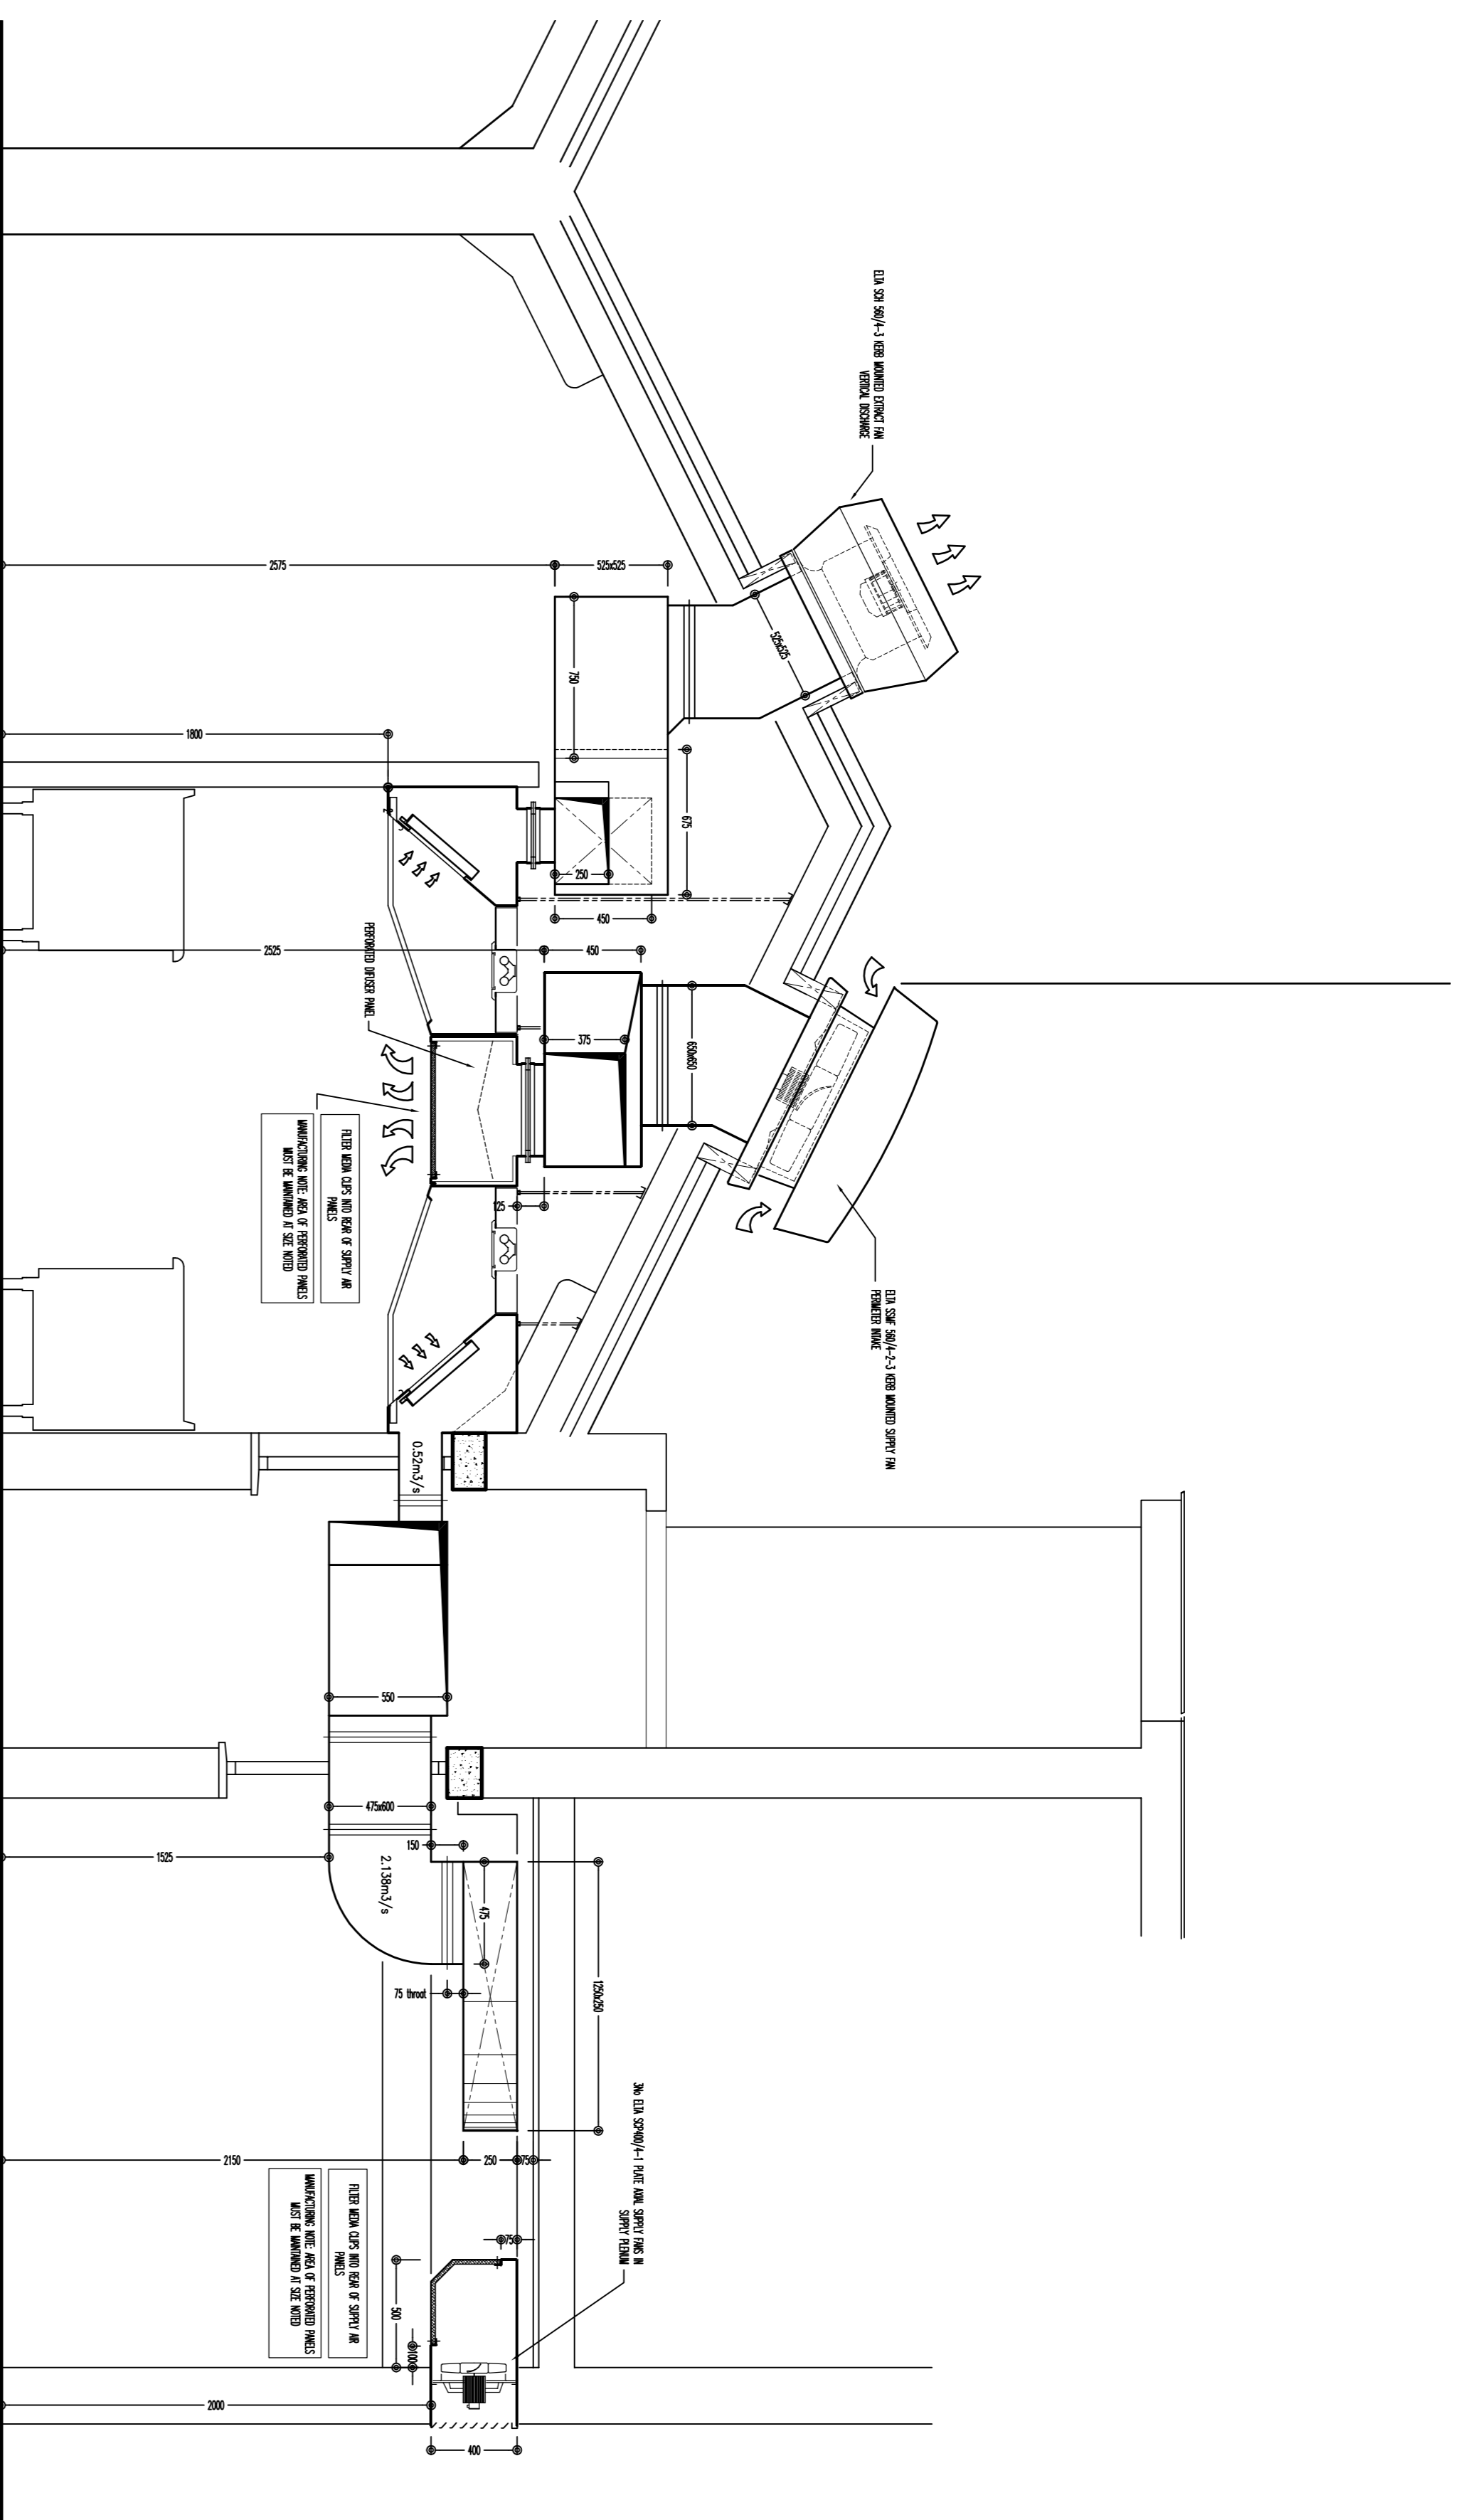 ELTA SCH 560/4-3 KERB MOUNTED EXTRACT FAN
VERTICAL DISCHARGE
2575
525x525
525x525
750
1800
675
250
450
2525
450
PERFORATED DIFUSER PANEL
375
650x650
125
FILTER MEDIA CLIPS INTO REAR OF SUPPLY AIR
PANELS
MANUFACTURING NOTE: AREA OF PERFORATED PANELS
MUST BE MAINTAINED AT SIZE NOTED
ELTA SSMF 560/4-2-3 KERB MOUNTED SUPPLY FAN
PERIMETER INTAKE
0.52m3/s
550
475x600
150
1525
2.138m3/s
475
75 throat
1250x250
2150
250
75
3No ELTA SCP400/4-1 PLATE AXIAL SUPPLY FANS IN
SUPPLY PLENUM
75
FILTER MEDIA CLIPS INTO REAR OF SUPPLY AIR
PANELS
MANUFACTURING NOTE: AREA OF PERFORATED PANELS
MUST BE MAINTAINED AT SIZE NOTED
500
100
2000
400